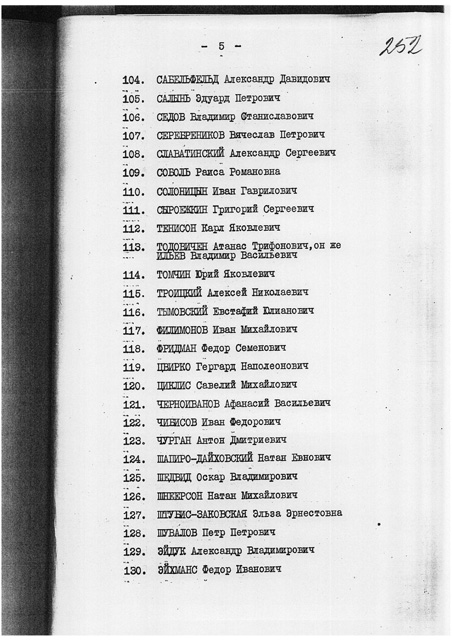 - 5 -
252
104. САБЕЛЬФЕЛЬД Александр Давидович
105. САЛЫНЬ Эдуард Петрович
106. СЕДОВ Владимир Станиславович
107. СЕРЕБРЕНИКОВ Вячеслав Петрович
108. СЛАВАТИНСКИЙ Александр Сергеевич
109. СОБОЛЬ Раиса Романовна
110. СОЛОНИЦЫН Иван Гаврилович
111. СЫРОЕЖКИН Григорий Сергеевич
112. ТЕНИСОН Карл Яковлевич
113. ТОДОВИЧЕН Атанас Трифонович,он же
ИЛЬЕВ Владимир Васильевич
114. ТОМЧИН Юрий Яковлевич
115. ТРОИЦКИЙ Алексей Николаевич
116. ТЫМОВСКИЙ Евстафий Юлианович
117. ФИЛИМОНОВ Иван Михайлович
118. ФРИДМАН Федор Семенович
119. ЦВИРКО Гергард Наполеонович
120. ЦИКЛИС Савелий Михайлович
121. ЧЕРНОИВАНОВ Афанасий Васильевич
122. ЧИБИСОВ Иван Федорович
123. ЧУРГАН Антон Дмитриевич
124. ШАПИРО-ДАЙХОВСКИЙ Натан Евнович
125. ШЕДВИД Оскар Владимирович
126. ШНЕЕРСОН Натан Михайлович
127. ШТУБИС-ЗАКОВСКАЯ Эльза Эрнестовна
128. ШУВАЛОВ Петр Петрович
129. ЭЙДУК Александр Владимирович
130. ЭЙХМАНС Федор Иванович